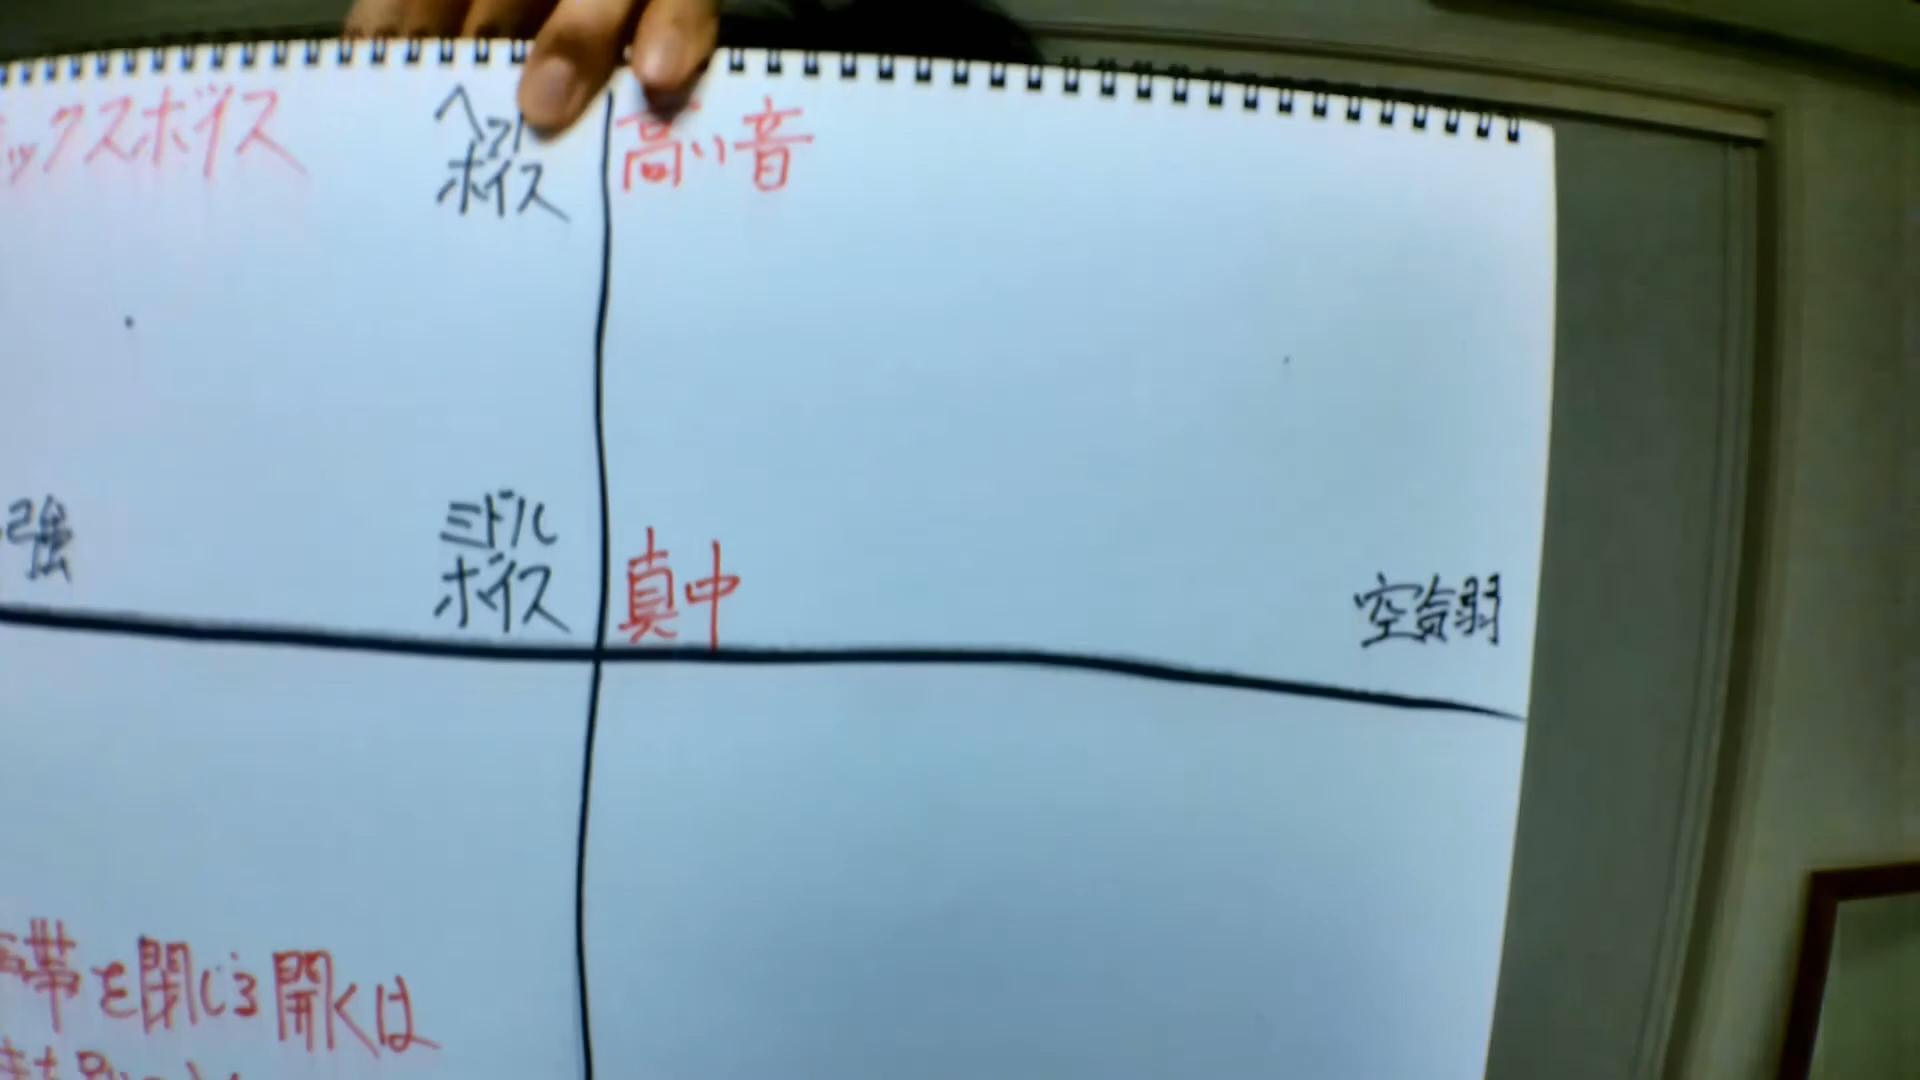 ックスボイス
ヘッド
ボイス
高い音
強
ミドル
ボイス
真中
空気弱
帯を閉じる開くは